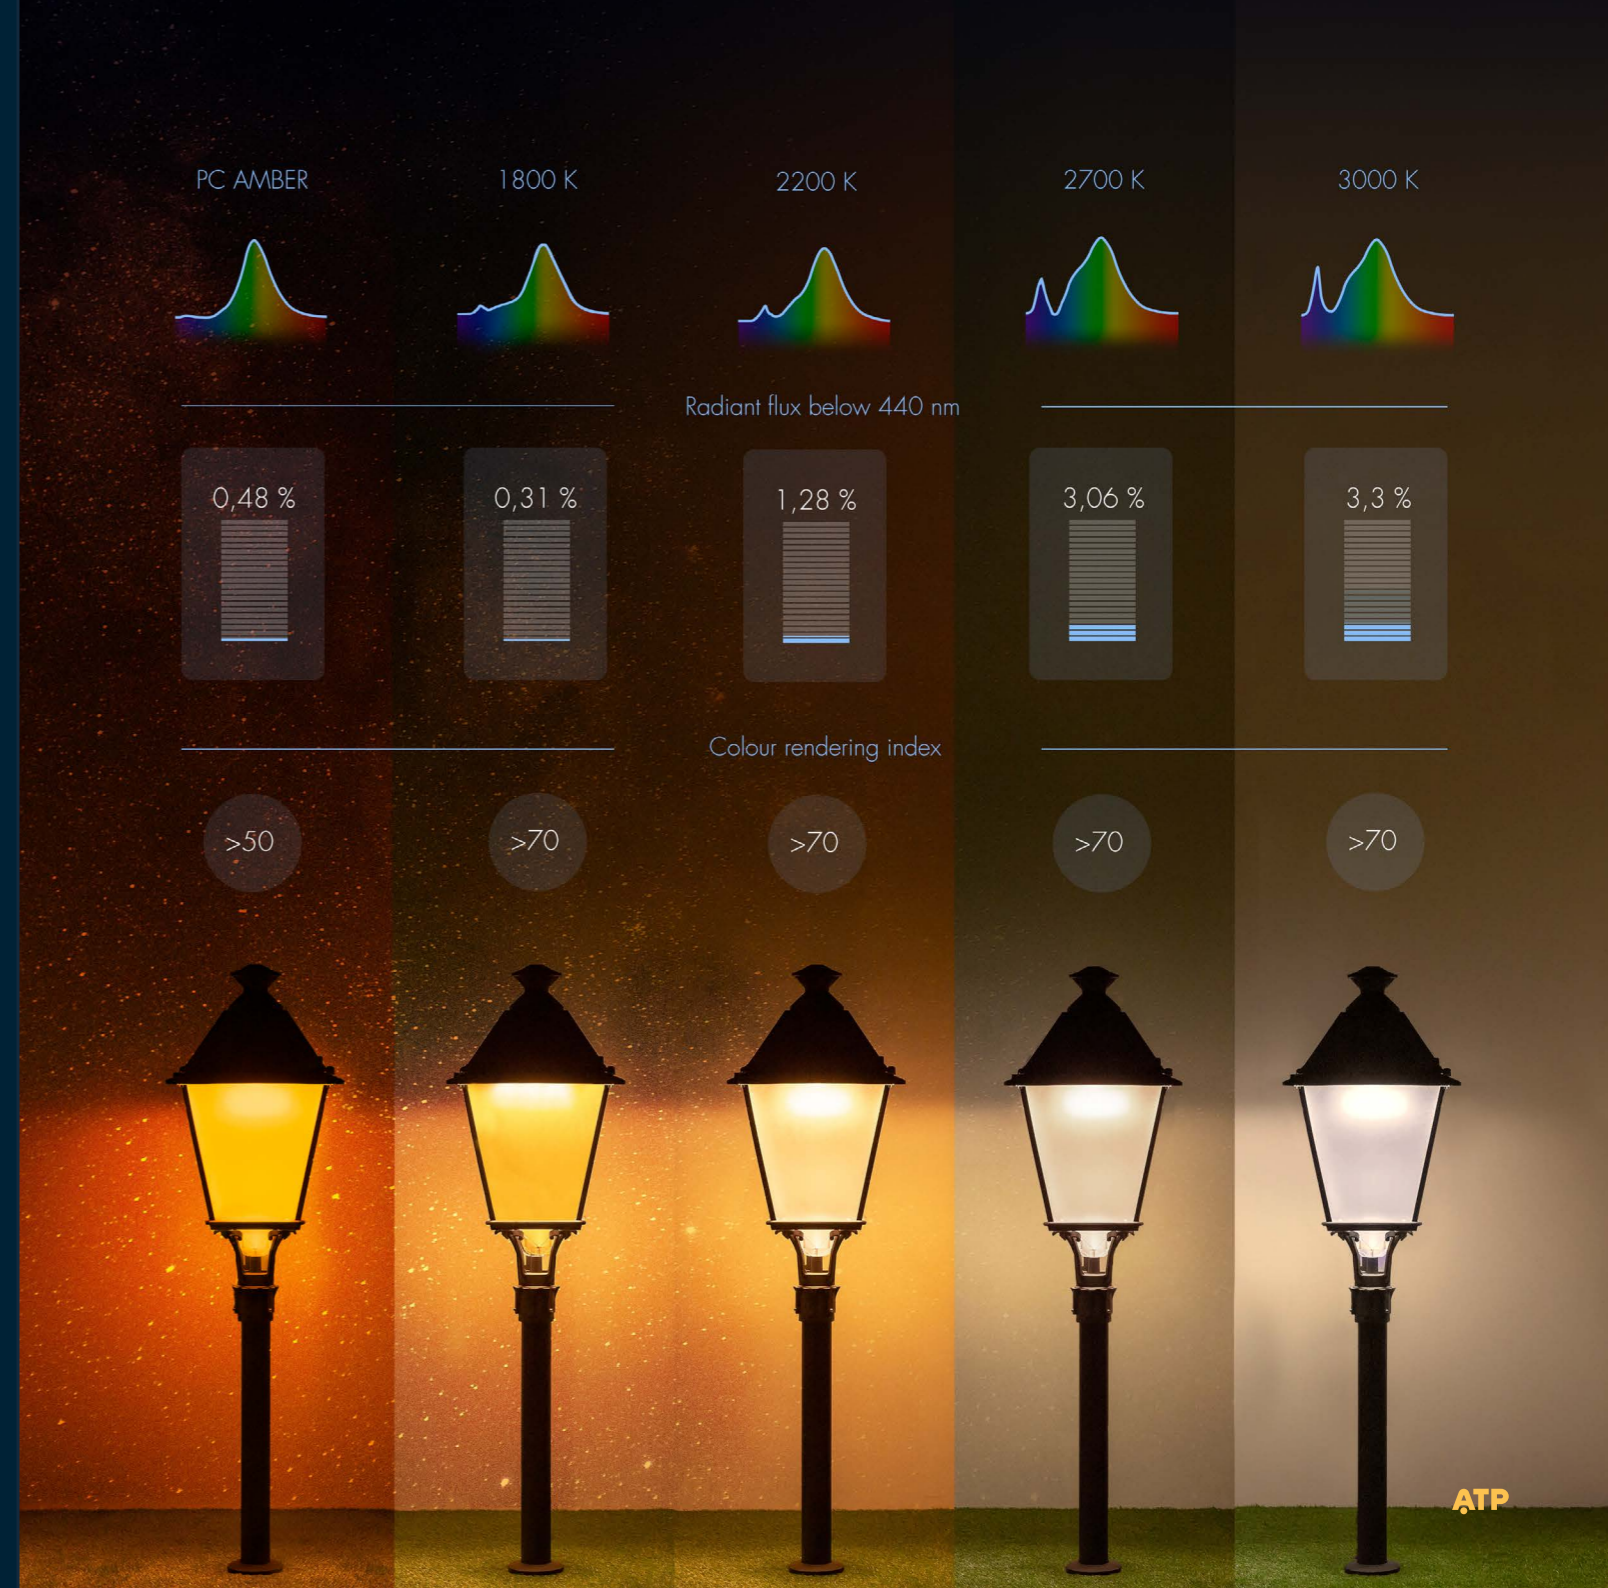 PC AMBER
1800 K
2200 K
2700 K
3000 K
Radiant flux below 440 nm
0,48 %
0,31 %
1,28 %
3,06 %
3,3 %
Colour rendering index
>50
>70
>70
>70
>70
ATP